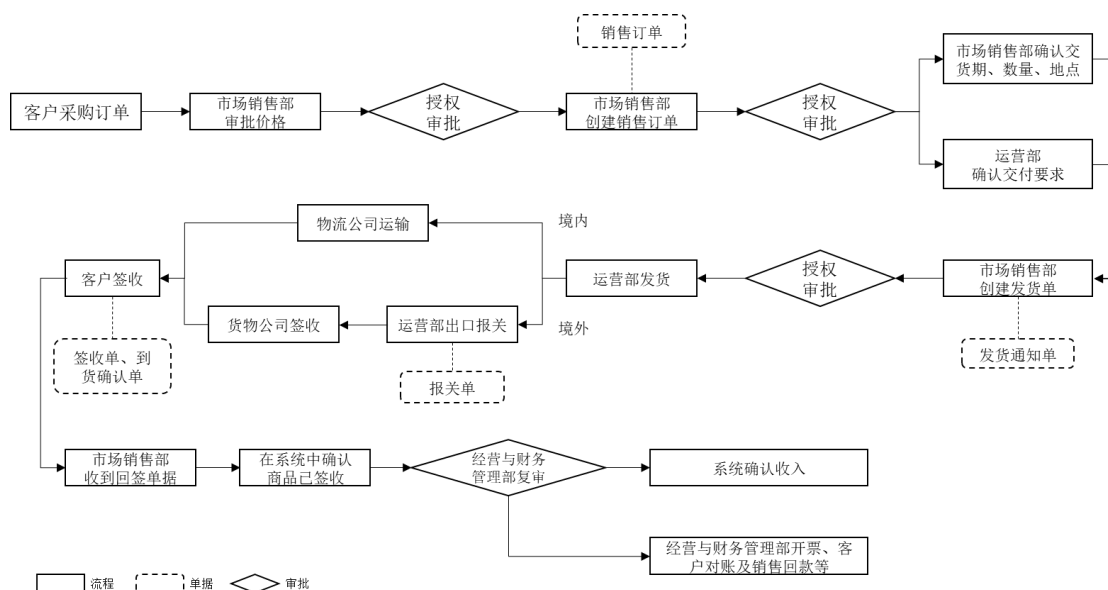 销售订单
客户采购订单
市场销售部
审批价格
授权
审批
市场销售部
创建销售订单
授权
审批
市场销售部确认交
货期、数量、地点
运营部
确认交付要求
物流公司运输
境内
客户签收
运营部发货
授权
审批
市场销售部
创建发货单
货物公司签收
运营部出口报关
境外
签收单、到
货确认单
报关单
发货通知单
市场销售部
收到回签单据
在系统中确认
商品已签收
经营与财务
管理部复审
系统确认收入
经营与财务管理部开票、客
户对账及销售回款等
流程
单据
审批